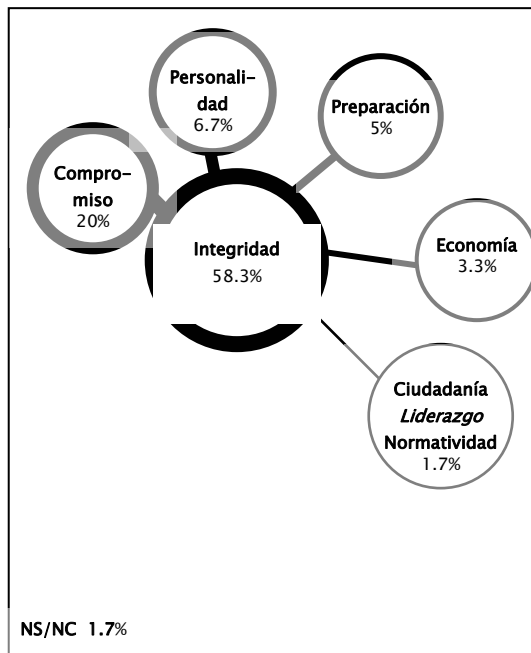 Personali-
dad
6.7%
Preparación
5%
Compro-
miso
20%
Integridad
58.3%
Economía
3.3%
Ciudadanía
Liderazgo
Normatividad
1.7%
NS/NC 1.7%